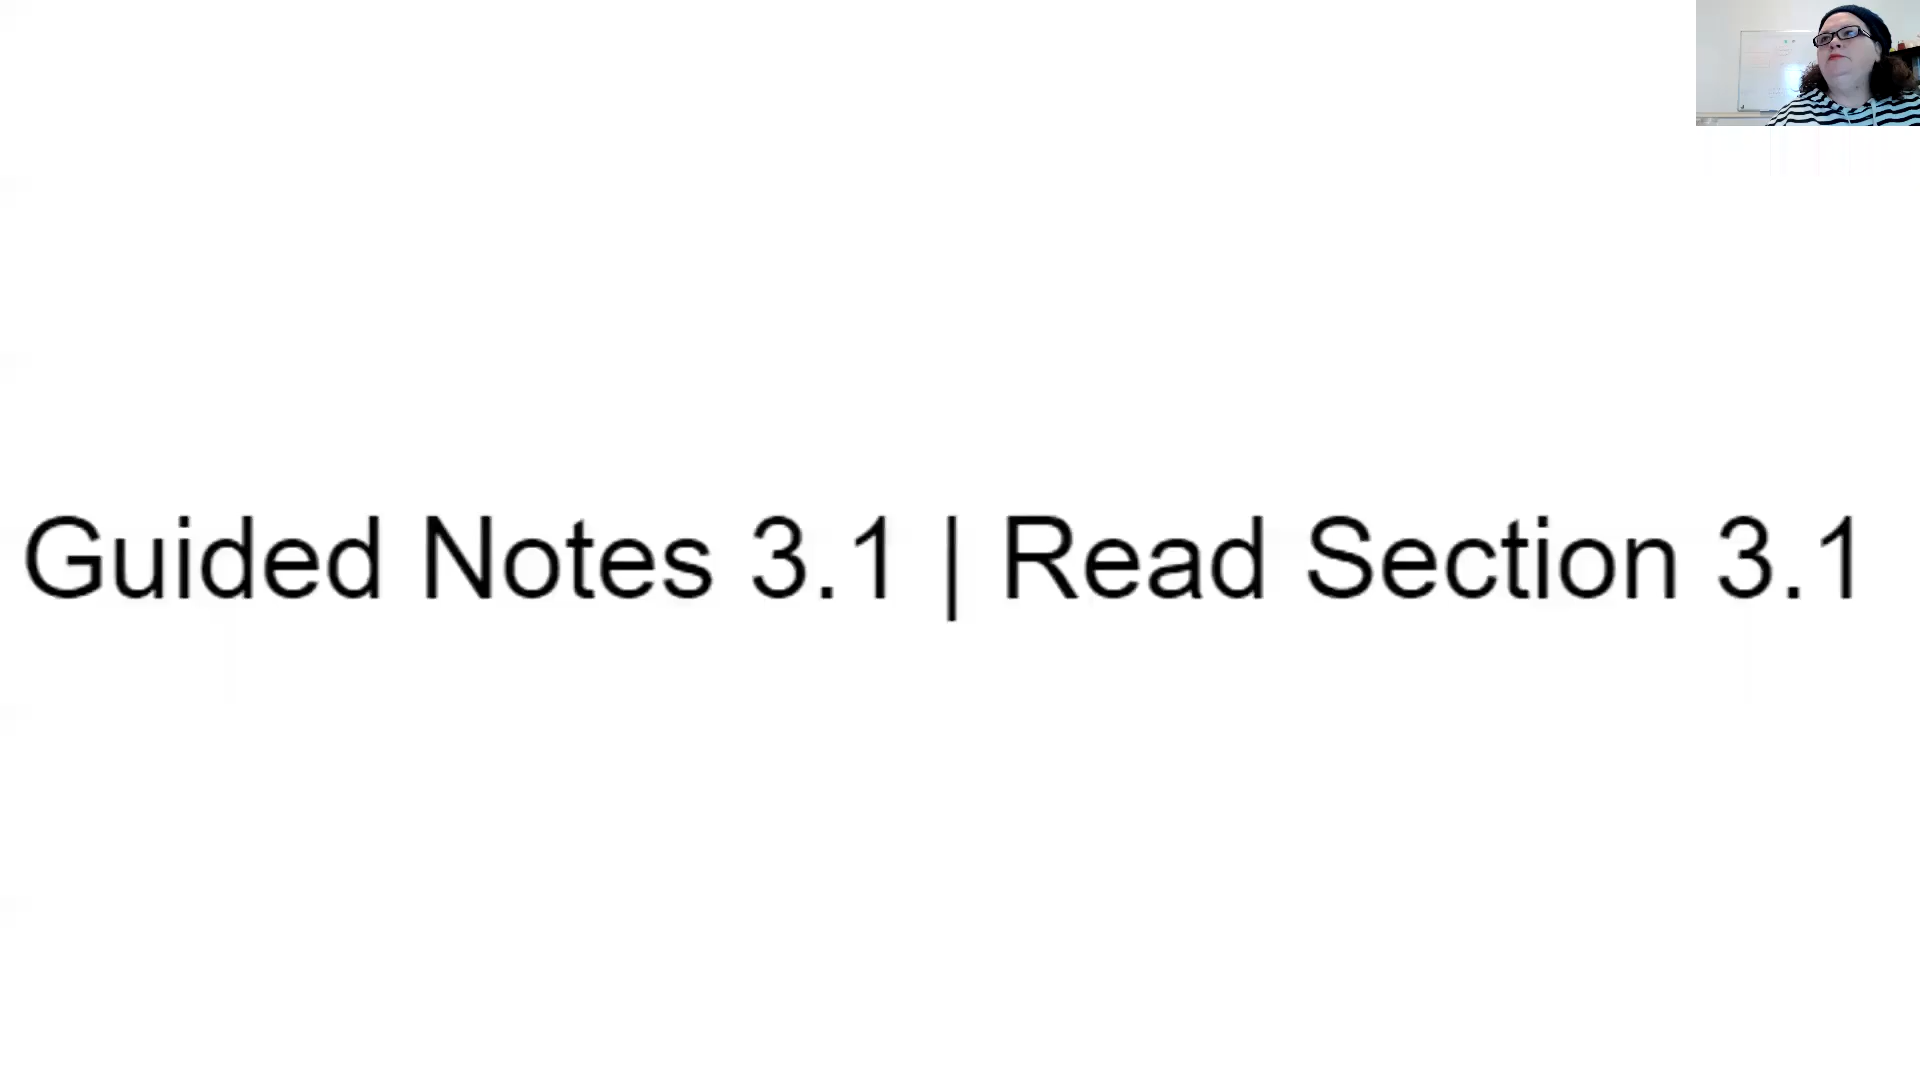 Guided Notes 3.1 | Read Section 3.1